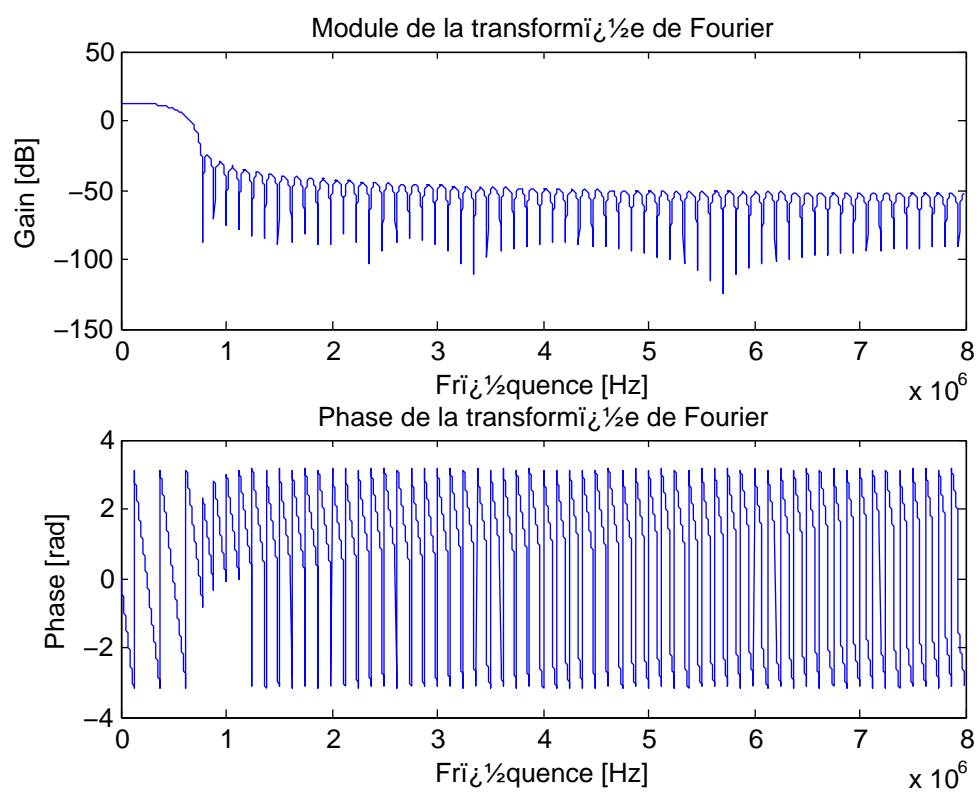 Module de la transformï¿½e de Fourier
50
0
−50
−100
−150
Gain [dB]
0 1 2 3 4 5 6 7 8
Frï¿½quence [Hz]
x 10^6
Phase de la transformï¿½e de Fourier
4
2
0
−2
−4
Phase [rad]
0 1 2 3 4 5 6 7 8
Frï¿½quence [Hz]
x 10^6